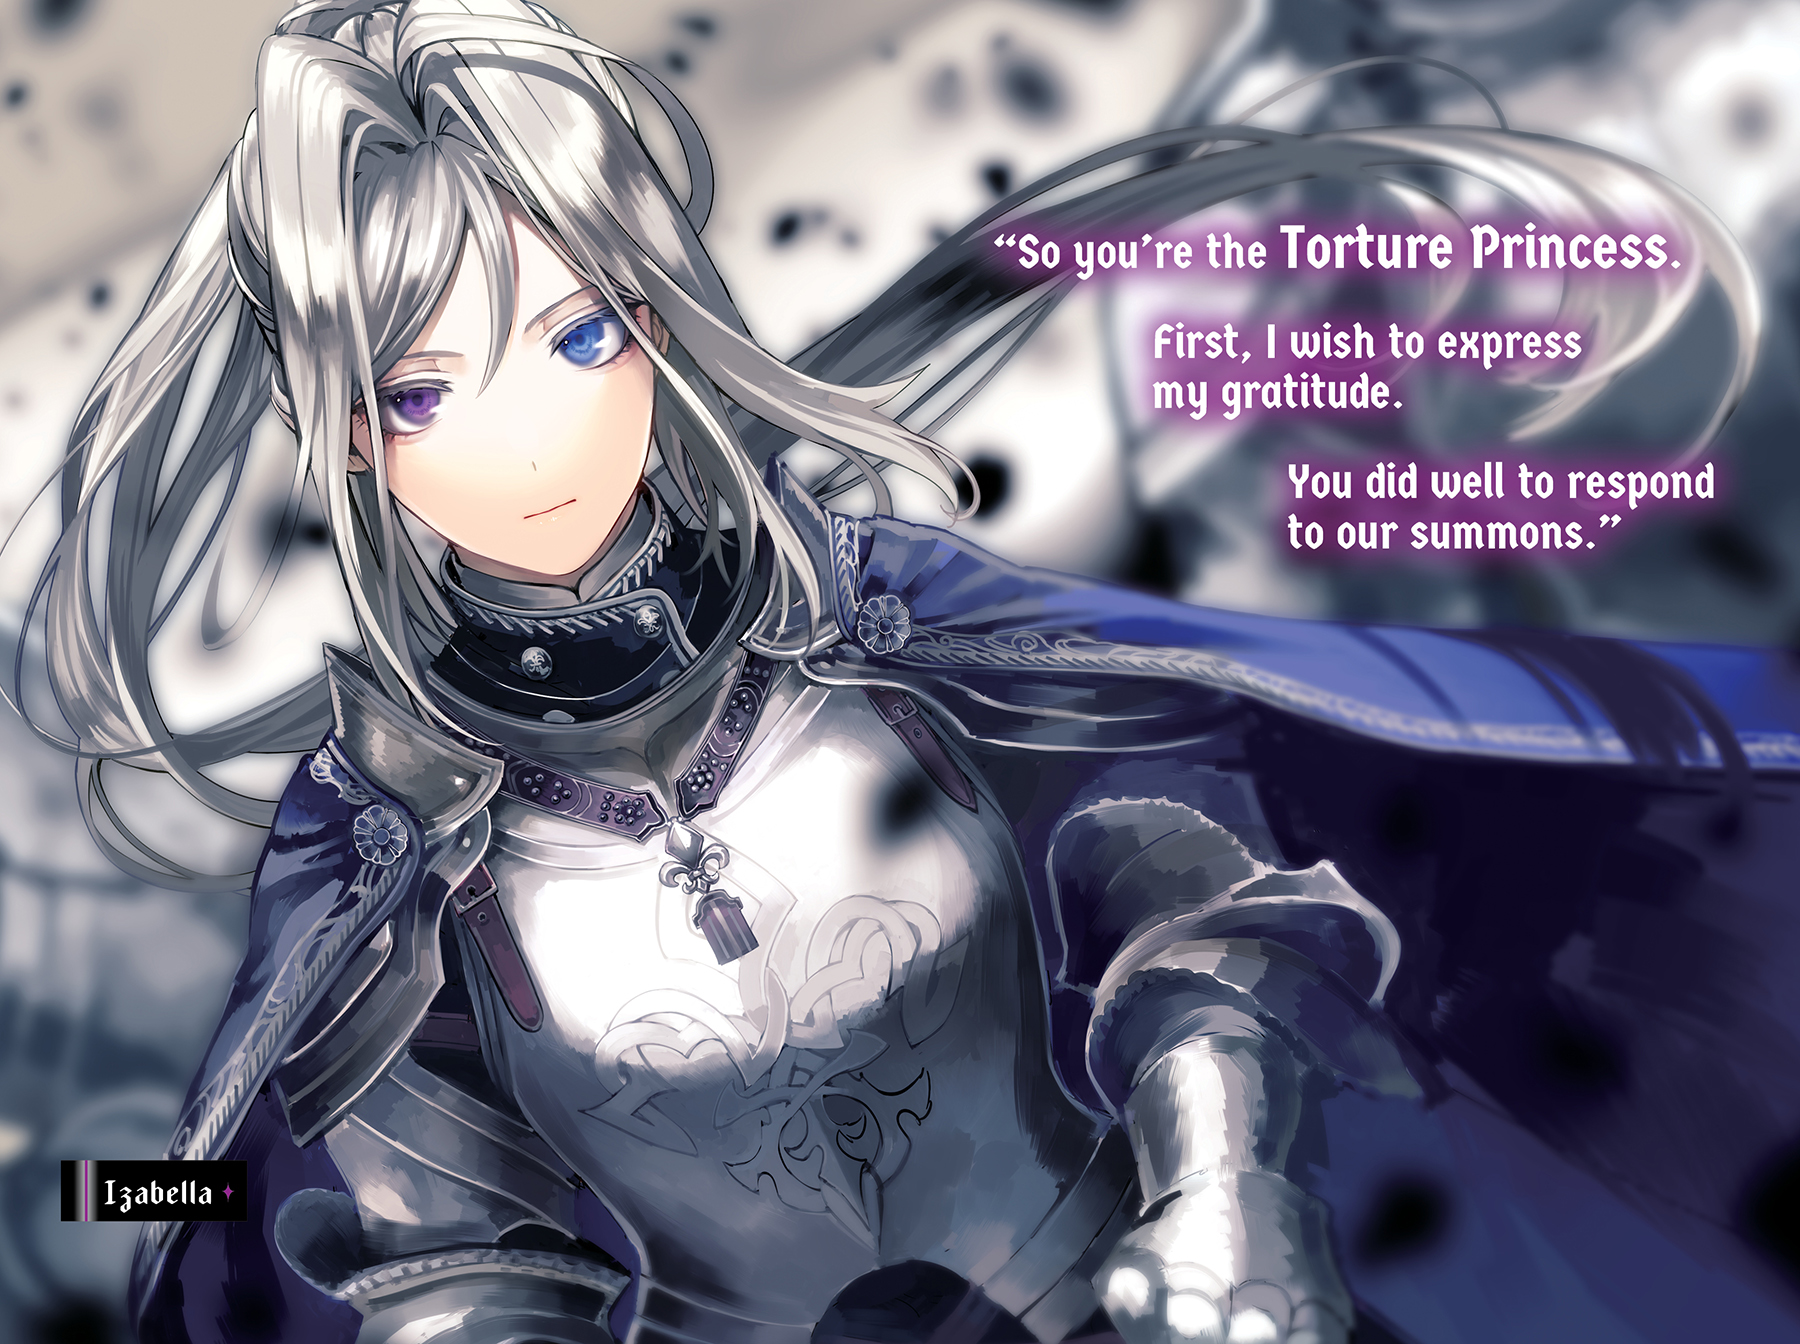 “So you’re the Torture Princess.
First, I wish to express
my gratitude.
You did well to respond
to our summons.”
Izabella